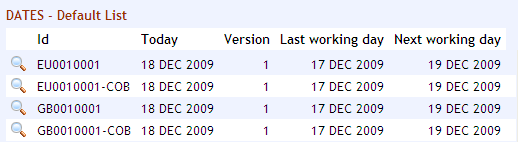 DATES - Default List
Id Today Version Last working day Next working day
EU0010001 18 DEC 2009 1 17 DEC 2009 19 DEC 2009
EU0010001-COB 18 DEC 2009 1 17 DEC 2009 19 DEC 2009
GB0010001 18 DEC 2009 1 17 DEC 2009 19 DEC 2009
GB0010001-COB 18 DEC 2009 1 17 DEC 2009 19 DEC 2009